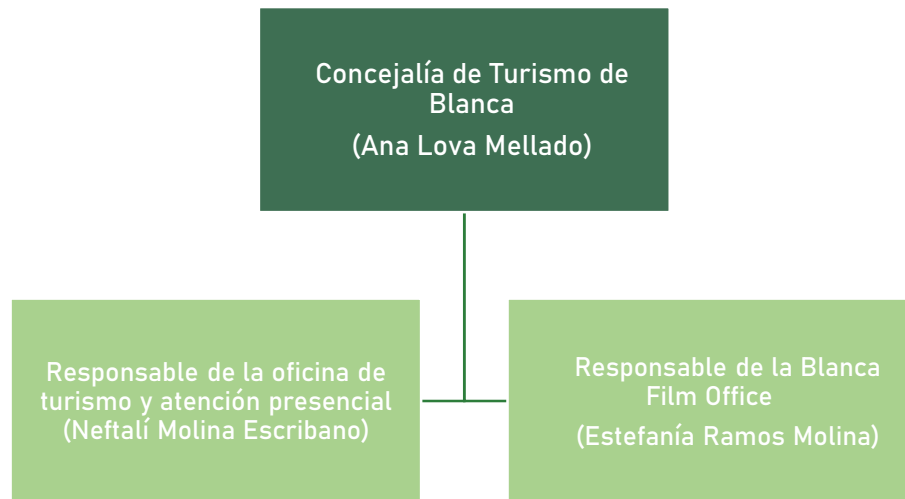 Concejalía de Turismo de
Blanca
(Ana Lova Mellado)
Responsable de la oficina de
turismo y atención presencial
(Neftalí Molina Escribano)
Responsable de la Blanca
Film Office
(Estefanía Ramos Molina)